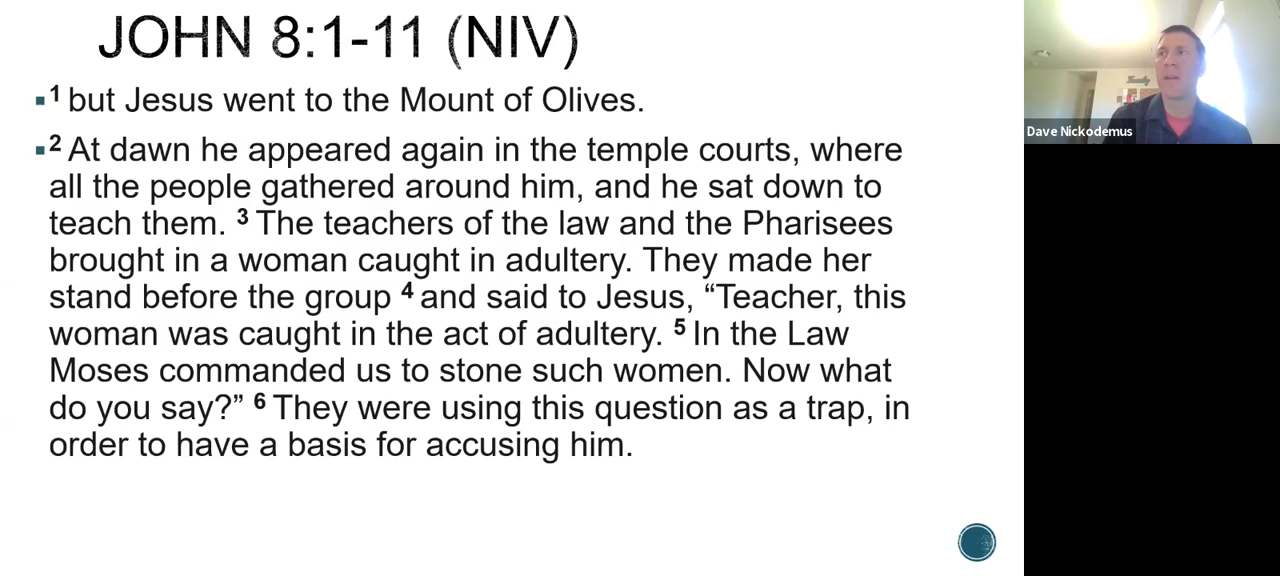 JOHN 8:1-11 (NIV)
▪1 but Jesus went to the Mount of Olives.
▪2 At dawn he appeared again in the temple courts, where
all the people gathered around him, and he sat down to
teach them. 3 The teachers of the law and the Pharisees
brought in a woman caught in adultery. They made her
stand before the group 4 and said to Jesus, “Teacher, this
woman was caught in the act of adultery. 5 In the Law
Moses commanded us to stone such women. Now what
do you say?” 6 They were using this question as a trap, in
order to have a basis for accusing him.
Dave Nickodemus